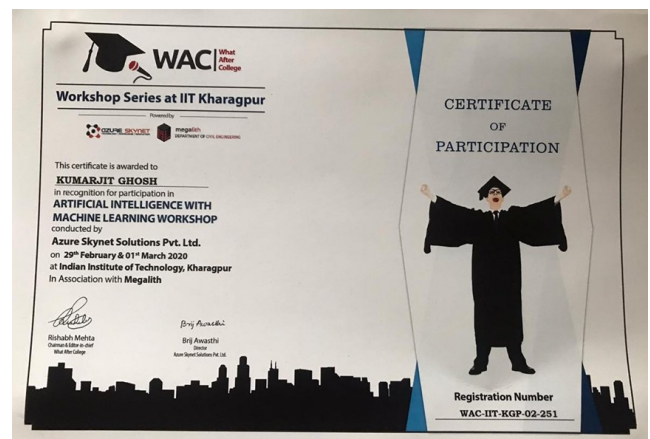 WAC
What
After
College
Workshop Series at IIT Kharagpur
Powered by
AZURE SKYNET
megalith
DEPARTMENT OF CIVIL ENGINEERING
This certificate is awarded to
KUMARJIT GHOSH
in recognition for participation in
ARTIFICIAL INTELLIGENCE WITH
MACHINE LEARNING WORKSHOP
conducted by
Azure Skynet Solutions Pvt. Ltd.
on 29th February & 01st March 2020
at Indian Institute of Technology, Kharagpur
In Association with Megalith
Rishabh Mehta
Chairman & Editor-in-chief
What After College
Brij Awasthi
Brij Awasthi
Director
Azure Skynet Solutions Pvt. Ltd.
CERTIFICATE
OF
PARTICIPATION
Registration Number
WAC-IIT-KGP-02-251